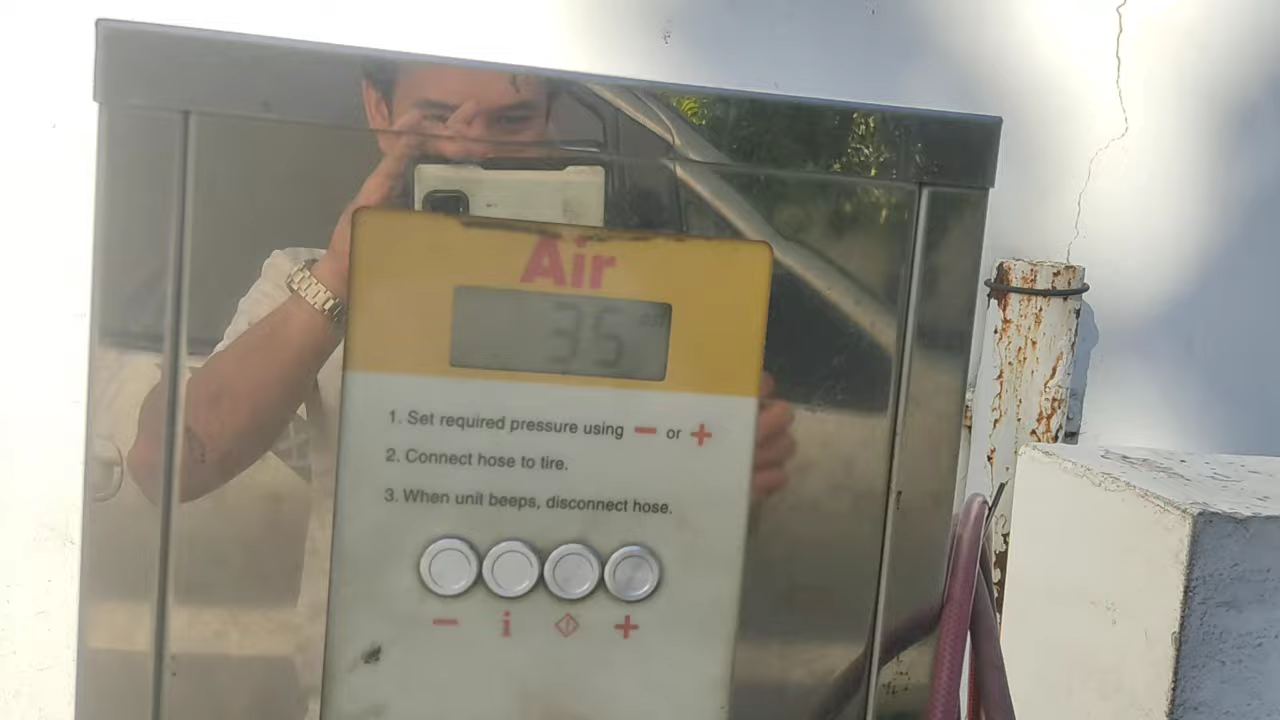 Air
35 PSI
1. Set required pressure using − or +
2. Connect hose to tire.
3. When unit beeps, disconnect hose.
− i +